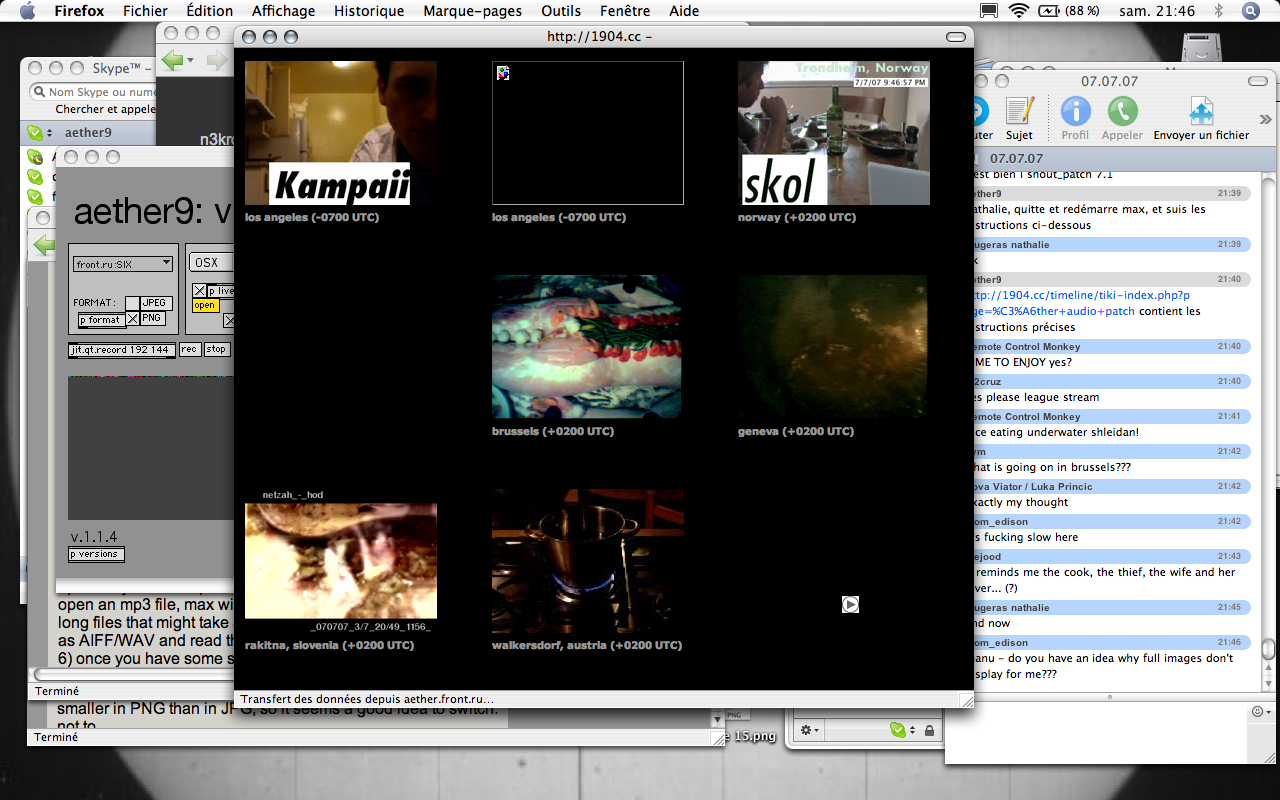 Firefox Fichier Édition Affichage Historique Marque-pages Outils Fenêtre Aide (88 %) sam. 21:46
Skype™ –
Nom Skype ou numé
Chercher et appele
aether9
n3kr
aether9: v
front.ru:SIX
OSX
p live
open
FORMAT:
JPEG
PNG
p format
jit.qt.record 192 144
rec
stop
v.1.1.4
p versions
open an mp3 file, max wi
long files that might take
as AIFF/WAV and read th
6) once you have some s
Terminé
smaller in PNG than in JPG, so it seems a good idea to switch.
not to
Terminé
http://1904.cc –
Kampaii
los angeles (-0700 UTC)
los angeles (-0700 UTC)
Trondheim, Norway
7/7/07 9:46:57 PM
skol
norway (+0200 UTC)
brussels (+0200 UTC)
geneva (+0200 UTC)
netzah_-_hod
_070707_3/7_20/49_1156_
rakitna, slovenia (+0200 UTC)
walkersdorf, austria (+0200 UTC)
Transfert des données depuis aether.front.ru...
PNG
15.png
07.07.07
uter
Sujet
Profil
Appeler
Envoyer un fichier
07.07.07
est bien l shout_patch 7.1
ether9 21:39
athalie, quitte et redémarre max, et suis les
structions ci-dessous
ugeras nathalie 21:39
k
ether9 21:40
ttp://1904.cc/timeline/tiki-index.php?p
ge=%C3%A6ther+audio+patch contient les
structions précises
emote Control Monkey 21:40
ME TO ENJOY yes?
2cruz 21:40
es please league stream
emote Control Monkey 21:41
ce eating underwater shleidan!
ym 21:42
hat is going on in brussels???
ova Viator / Luka Princic 21:42
xactly my thought
om_edison 21:42
s fucking slow here
ejood 21:43
reminds me the cook, the thief, the wife and her
over... (?)
ugeras nathalie 21:45
nd now
om_edison 21:46
anu - do you have an idea why full images don't
splay for me???